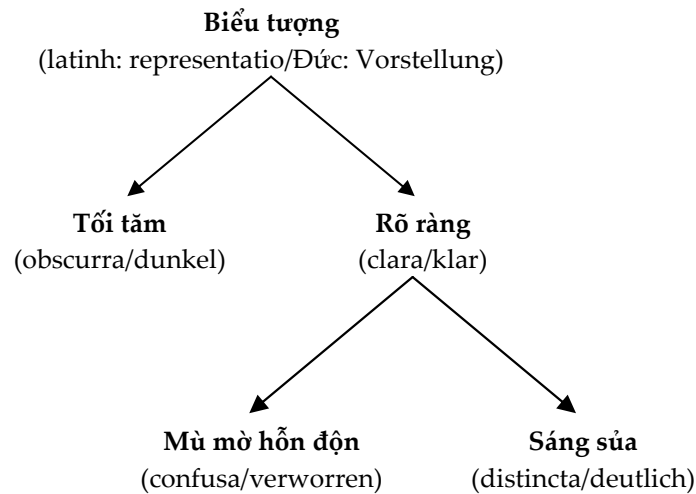 Biểu tượng
(latinh: representatio/Đức: Vorstellung)
Tối tăm
(obscurra/dunkel)
Rõ ràng
(clara/klar)
Mù mờ hỗn độn
(confusa/verworren)
Sáng sủa
(distincta/deutlich)